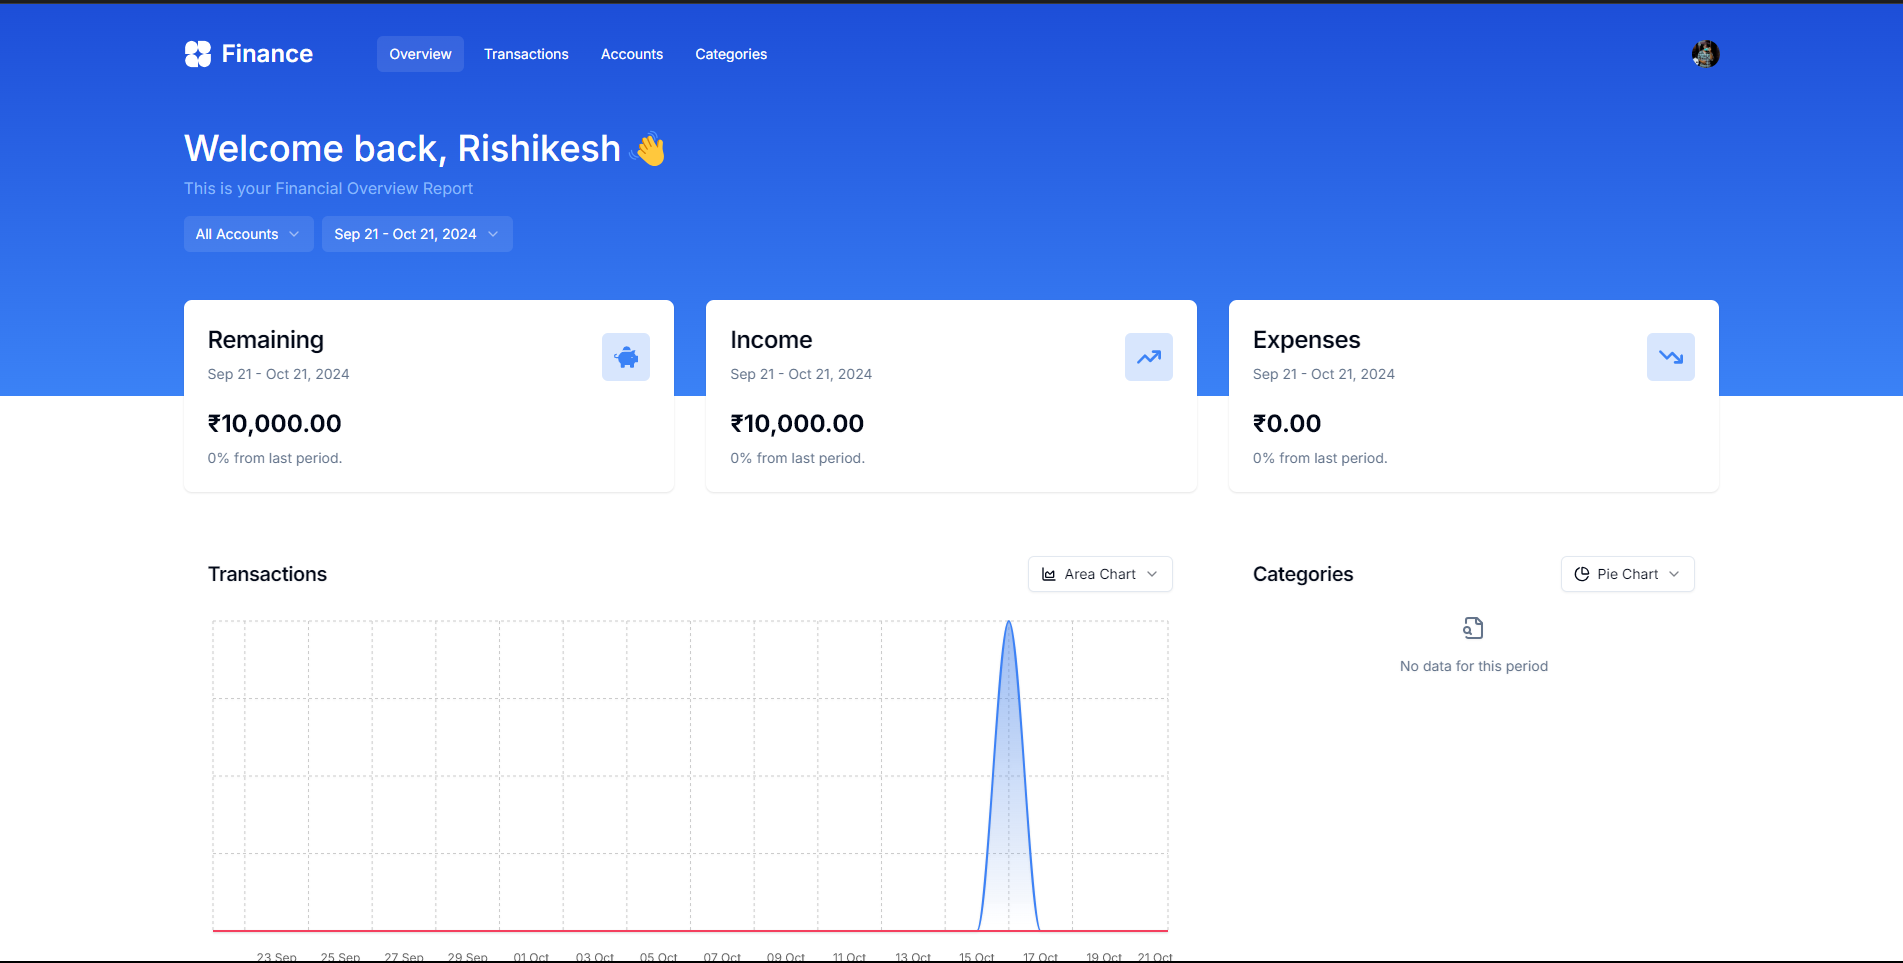 Finance
Overview
Transactions
Accounts
Categories
Welcome back, Rishikesh 👋
This is your Financial Overview Report
All Accounts
Sep 21 - Oct 21, 2024
Remaining
Sep 21 - Oct 21, 2024
₹10,000.00
0% from last period.
Income
Sep 21 - Oct 21, 2024
₹10,000.00
0% from last period.
Expenses
Sep 21 - Oct 21, 2024
₹0.00
0% from last period.
Transactions
Area Chart
23 Sep 25 Sep 27 Sep 29 Sep 01 Oct 03 Oct 05 Oct 07 Oct 09 Oct 11 Oct 13 Oct 15 Oct 17 Oct 19 Oct 21 Oct
Categories
Pie Chart
No data for this period